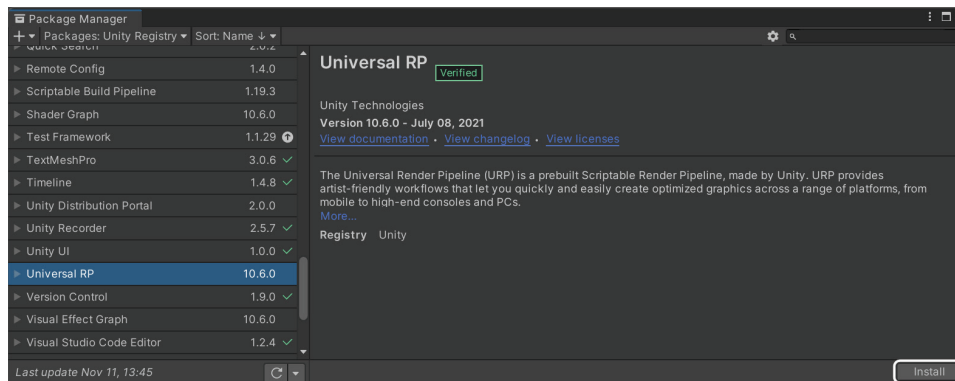 Package Manager
Packages: Unity Registry Sort: Name ↓
Quick Search 2.0.2
Remote Config 1.4.0
Scriptable Build Pipeline 1.19.3
Shader Graph 10.6.0
Test Framework 1.1.29
TextMeshPro 3.0.6
Timeline 1.4.8
Unity Distribution Portal 2.0.0
Unity Recorder 2.5.7
Unity UI 1.0.0
Universal RP 10.6.0
Version Control 1.9.0
Visual Effect Graph 10.6.0
Visual Studio Code Editor 1.2.4
Last update Nov 11, 13:45
Universal RP Verified
Unity Technologies
Version 10.6.0 - July 08, 2021
View documentation • View changelog • View licenses
The Universal Render Pipeline (URP) is a prebuilt Scriptable Render Pipeline, made by Unity. URP provides
artist-friendly workflows that let you quickly and easily create optimized graphics across a range of platforms, from
mobile to high-end consoles and PCs.
More...
Registry Unity
Install